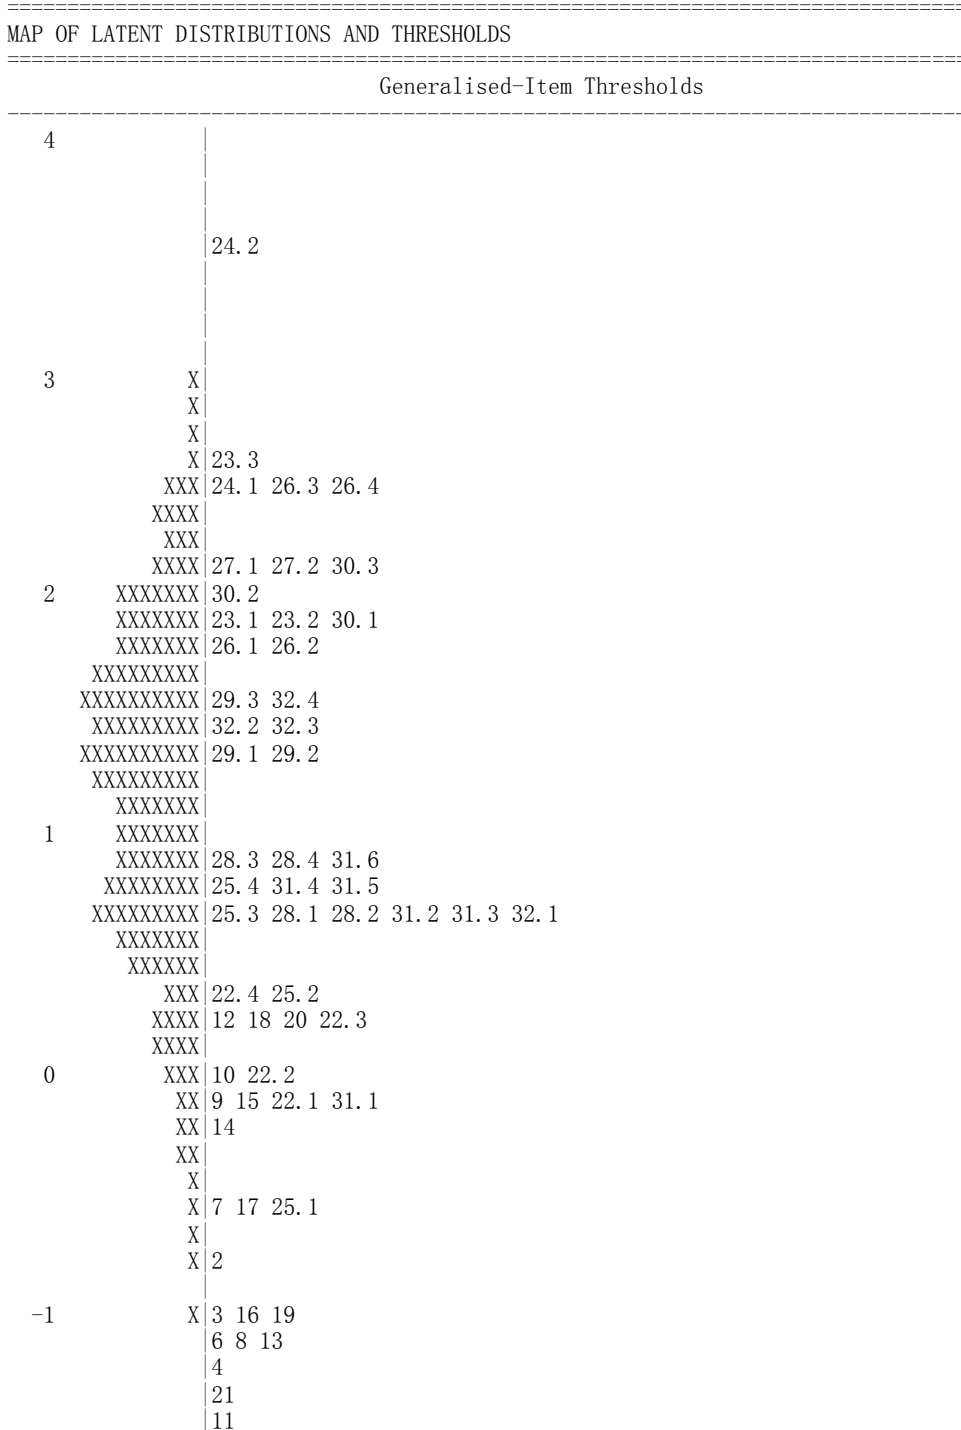 ================================================================================
MAP OF LATENT DISTRIBUTIONS AND THRESHOLDS
================================================================================
                               Generalised-Item Thresholds
--------------------------------------------------------------------------------
   4             |
                 |
                 |
                 |
                 |24.2
                 |
                 |
                 |
                 |
   3            X|
                X|
                X|
                X|23.3
              XXX|24.1 26.3 26.4
             XXXX|
              XXX|
             XXXX|27.1 27.2 30.3
   2      XXXXXXX|30.2
          XXXXXXX|23.1 23.2 30.1
          XXXXXXX|26.1 26.2
        XXXXXXXXX|
       XXXXXXXXXX|29.3 32.4
        XXXXXXXXX|32.2 32.3
       XXXXXXXXXX|29.1 29.2
        XXXXXXXXX|
          XXXXXXX|
   1      XXXXXXX|
          XXXXXXX|28.3 28.4 31.6
         XXXXXXXX|25.4 31.4 31.5
        XXXXXXXXX|25.3 28.1 28.2 31.2 31.3 32.1
          XXXXXXX|
           XXXXXX|
              XXX|22.4 25.2
             XXXX|12 18 20 22.3
             XXXX|
   0          XXX|10 22.2
               XX|9 15 22.1 31.1
               XX|14
               XX|
                X|
                X|7 17 25.1
                X|
                X|2
                 |
  -1            X|3 16 19
                 |6 8 13
                 |4
                 |21
                 |11